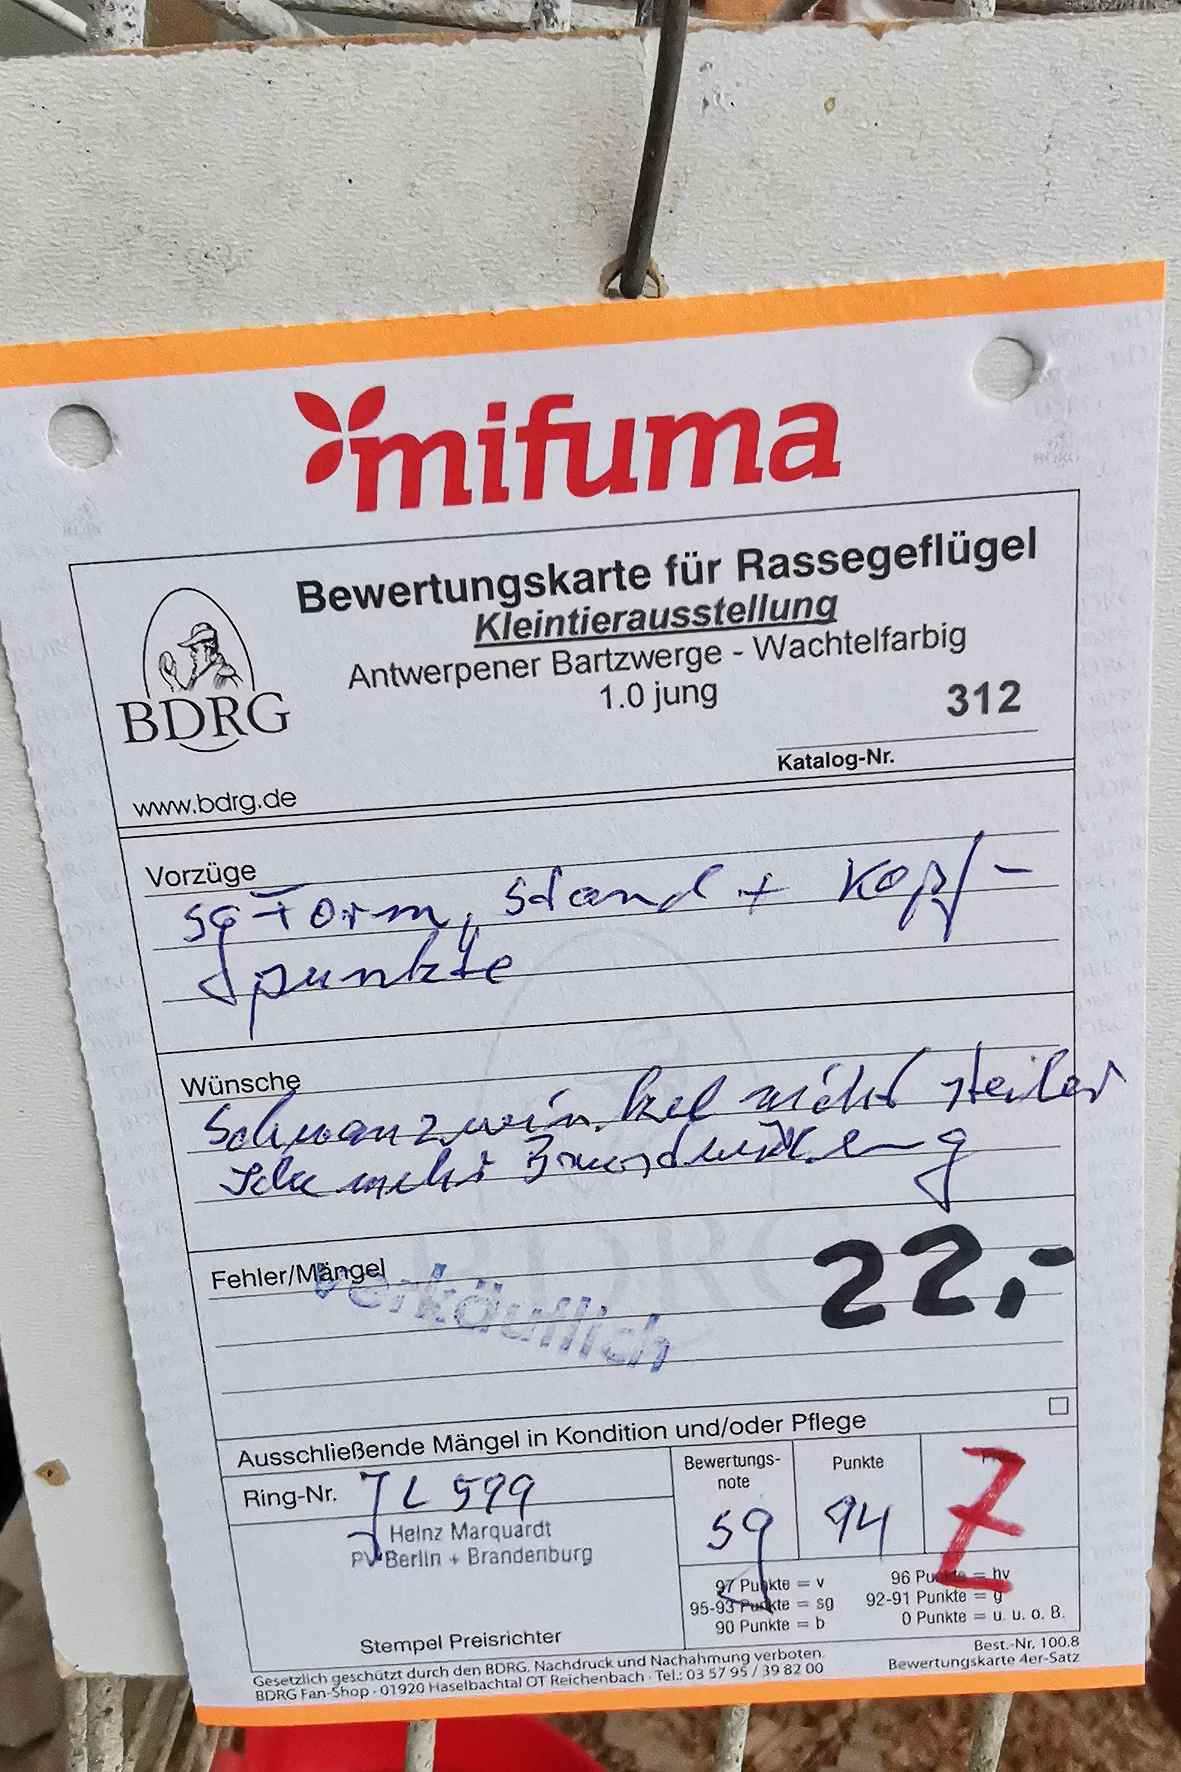 mifuma
Bewertungskarte für Rassegeflügel
Kleintierausstellung
Antwerpener Bartzwerge - Wachtelfarbig
1.0 jung
312
Katalog-Nr.
BDRG
www.bdrg.de
Vorzüge
sg Form, Stand + Kopf-
punkte
Wünsche
Schwanzwinkel nicht steiler
mehr
Fehler/Mängel
verkäuflich
22,-
Ausschließende Mängel in Kondition und/oder Pflege
Ring-Nr. JL 599
Heinz Marquardt
PV Berlin + Brandenburg
Stempel Preisrichter
Bewertungs-
note
sg
Punkte
94
Z
97 Punkte = v
96 Punkte = hv
95-93 Punkte = sg
92-91 Punkte = g
90 Punkte = b
0 Punkte = u. u. o. B.
Best.-Nr. 100.8
Gesetzlich geschützt durch den BDRG. Nachdruck und Nachahmung verboten.
BDRG Fan-Shop · 01920 Haselbachtal OT Reichenbach · Tel.: 03 57 95 / 39 82 00
Bewertungskarte 4er-Satz